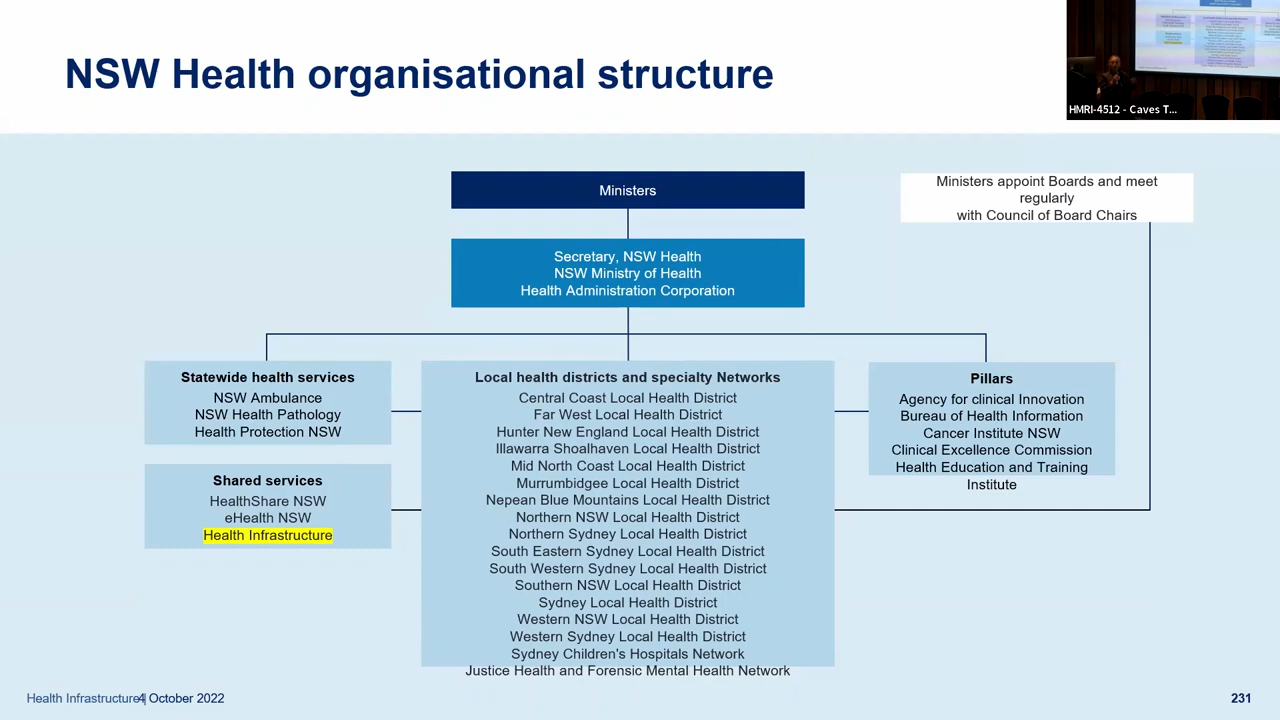 NSW Health organisational structure
HMRI-4512 - Caves T...
Ministers
Ministers appoint Boards and meet
regularly
with Council of Board Chairs
Secretary, NSW Health
NSW Ministry of Health
Health Administration Corporation
Statewide health services
NSW Ambulance
NSW Health Pathology
Health Protection NSW
Shared services
HealthShare NSW
eHealth NSW
Health Infrastructure
Local health districts and specialty Networks
Central Coast Local Health District
Far West Local Health District
Hunter New England Local Health District
Illawarra Shoalhaven Local Health District
Mid North Coast Local Health District
Murrumbidgee Local Health District
Nepean Blue Mountains Local Health District
Northern NSW Local Health District
Northern Sydney Local Health District
South Eastern Sydney Local Health District
South Western Sydney Local Health District
Southern NSW Local Health District
Sydney Local Health District
Western NSW Local Health District
Western Sydney Local Health District
Sydney Children's Hospitals Network
Justice Health and Forensic Mental Health Network
Pillars
Agency for clinical Innovation
Bureau of Health Information
Cancer Institute NSW
Clinical Excellence Commission
Health Education and Training
Institute
Health Infrastructure| 4 October 2022
231